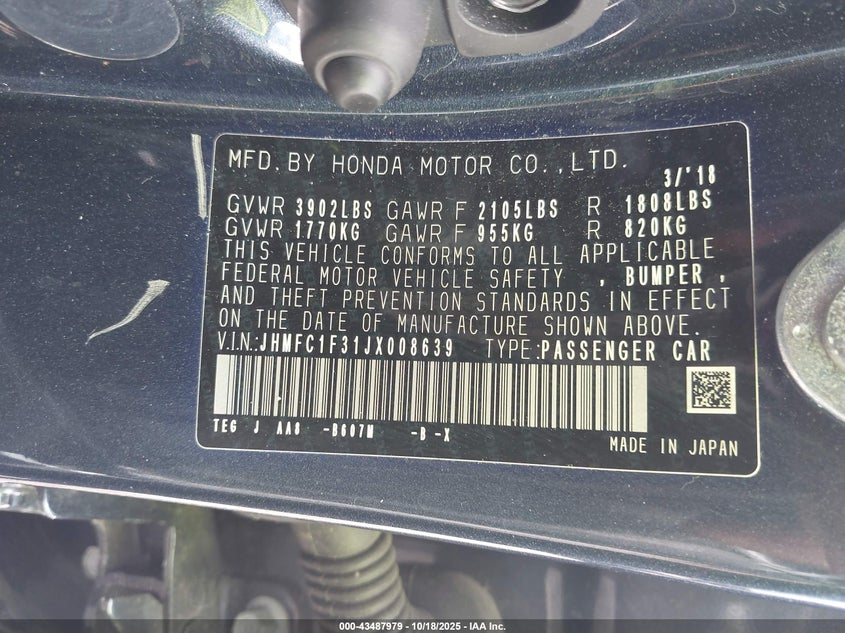 MFD. BY HONDA MOTOR CO., LTD. 3/'18
GVWR 3902LBS GAWR F 2105LBS R 1808LBS
GVWR 1770KG GAWR F 955KG R 820KG
THIS VEHICLE CONFORMS TO ALL APPLICABLE
FEDERAL MOTOR VEHICLE SAFETY , BUMPER ,
AND THEFT PREVENTION STANDARDS IN EFFECT
ON THE DATE OF MANUFACTURE SHOWN ABOVE.
V.I.N.:JHMFC1F31JX008639 TYPE:PASSENGER CAR
TEG J AA8 -B607M -B -X
MADE IN JAPAN
000-43487979 - 10/18/2025 - IAA Inc.